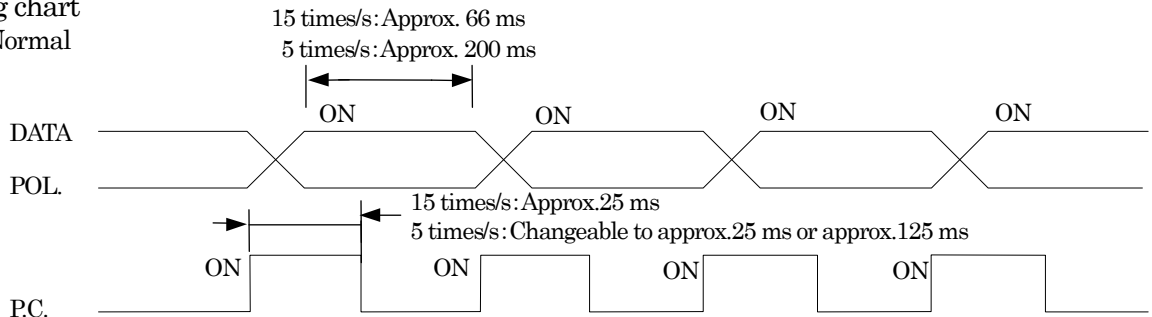 g chart
Normal
15 times/s:Approx. 66 ms
5 times/s:Approx. 200 ms
ON ON ON ON
DATA
POL.
15 times/s:Approx.25 ms
5 times/s:Changeable to approx.25 ms or approx.125 ms
ON ON ON ON
P.C.